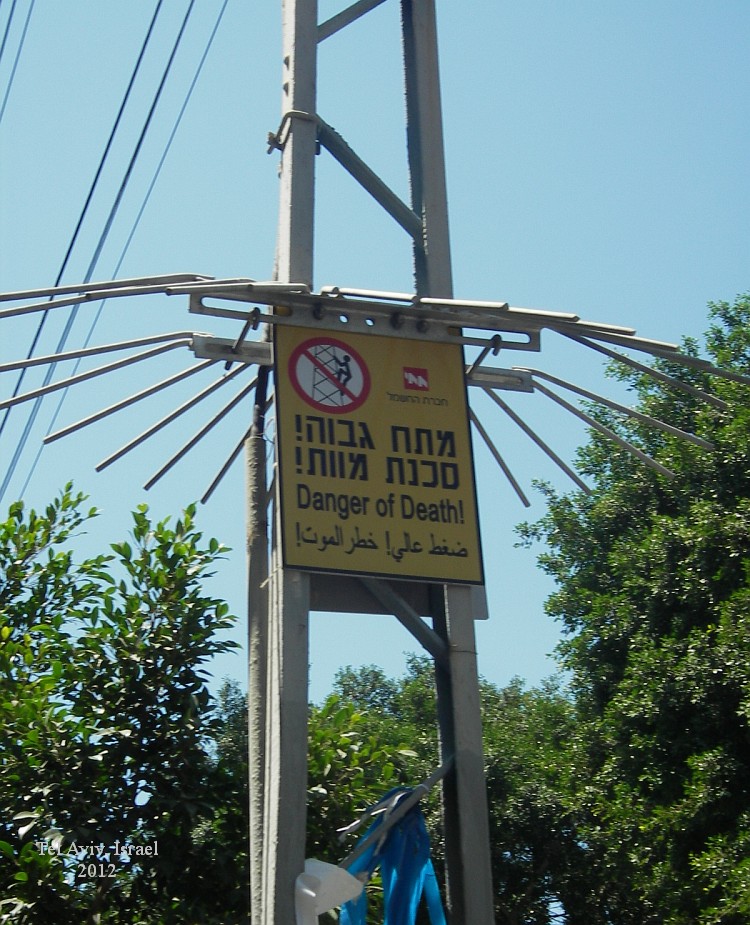 חברת החשמל
מתח גבוה!
סכנת מוות!
Danger of Death!
ضغط عالي! خطر الموت!
Tel Aviv, Israel
2012